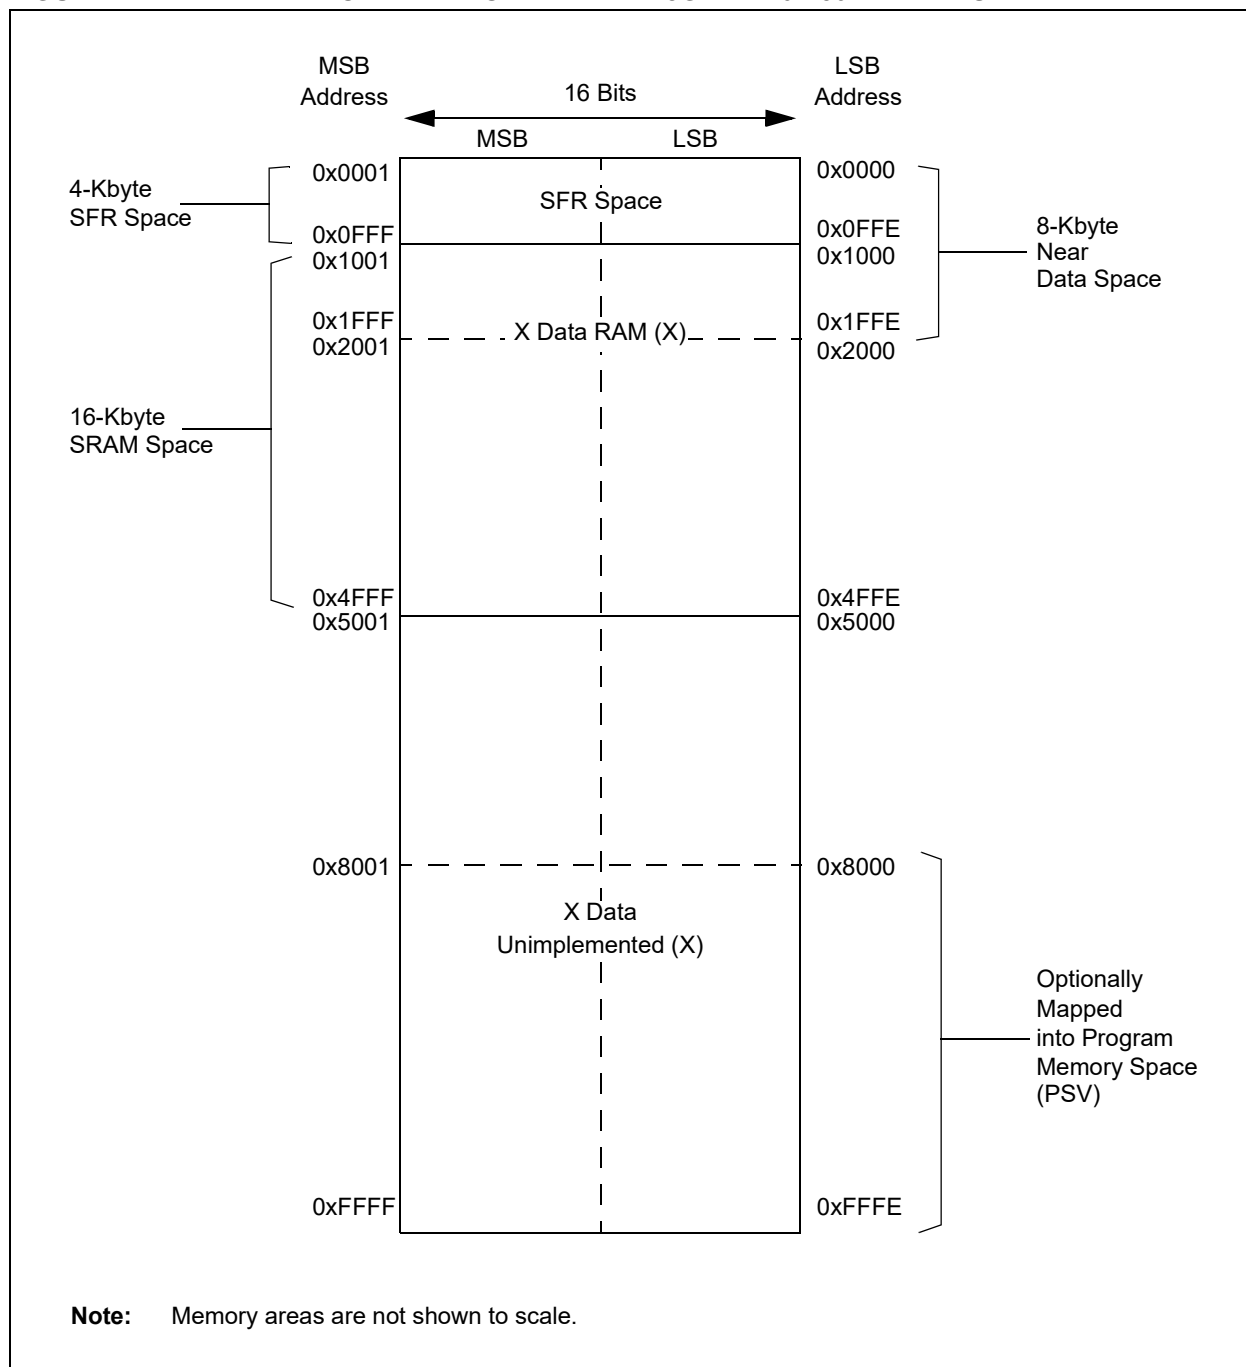 MSB
Address
16 Bits
LSB
Address
MSB
LSB
4-Kbyte
SFR Space
0x0001
0x0FFF
SFR Space
0x0000
0x0FFE
8-Kbyte
Near
Data Space
0x1001
0x1000
0x1FFF
0x2001
X Data RAM (X)
0x1FFE
0x2000
16-Kbyte
SRAM Space
0x4FFF
0x5001
0x4FFE
0x5000
0x8001
0x8000
X Data
Unimplemented (X)
Optionally
Mapped
into Program
Memory Space
(PSV)
0xFFFF
0xFFFE
Note: Memory areas are not shown to scale.